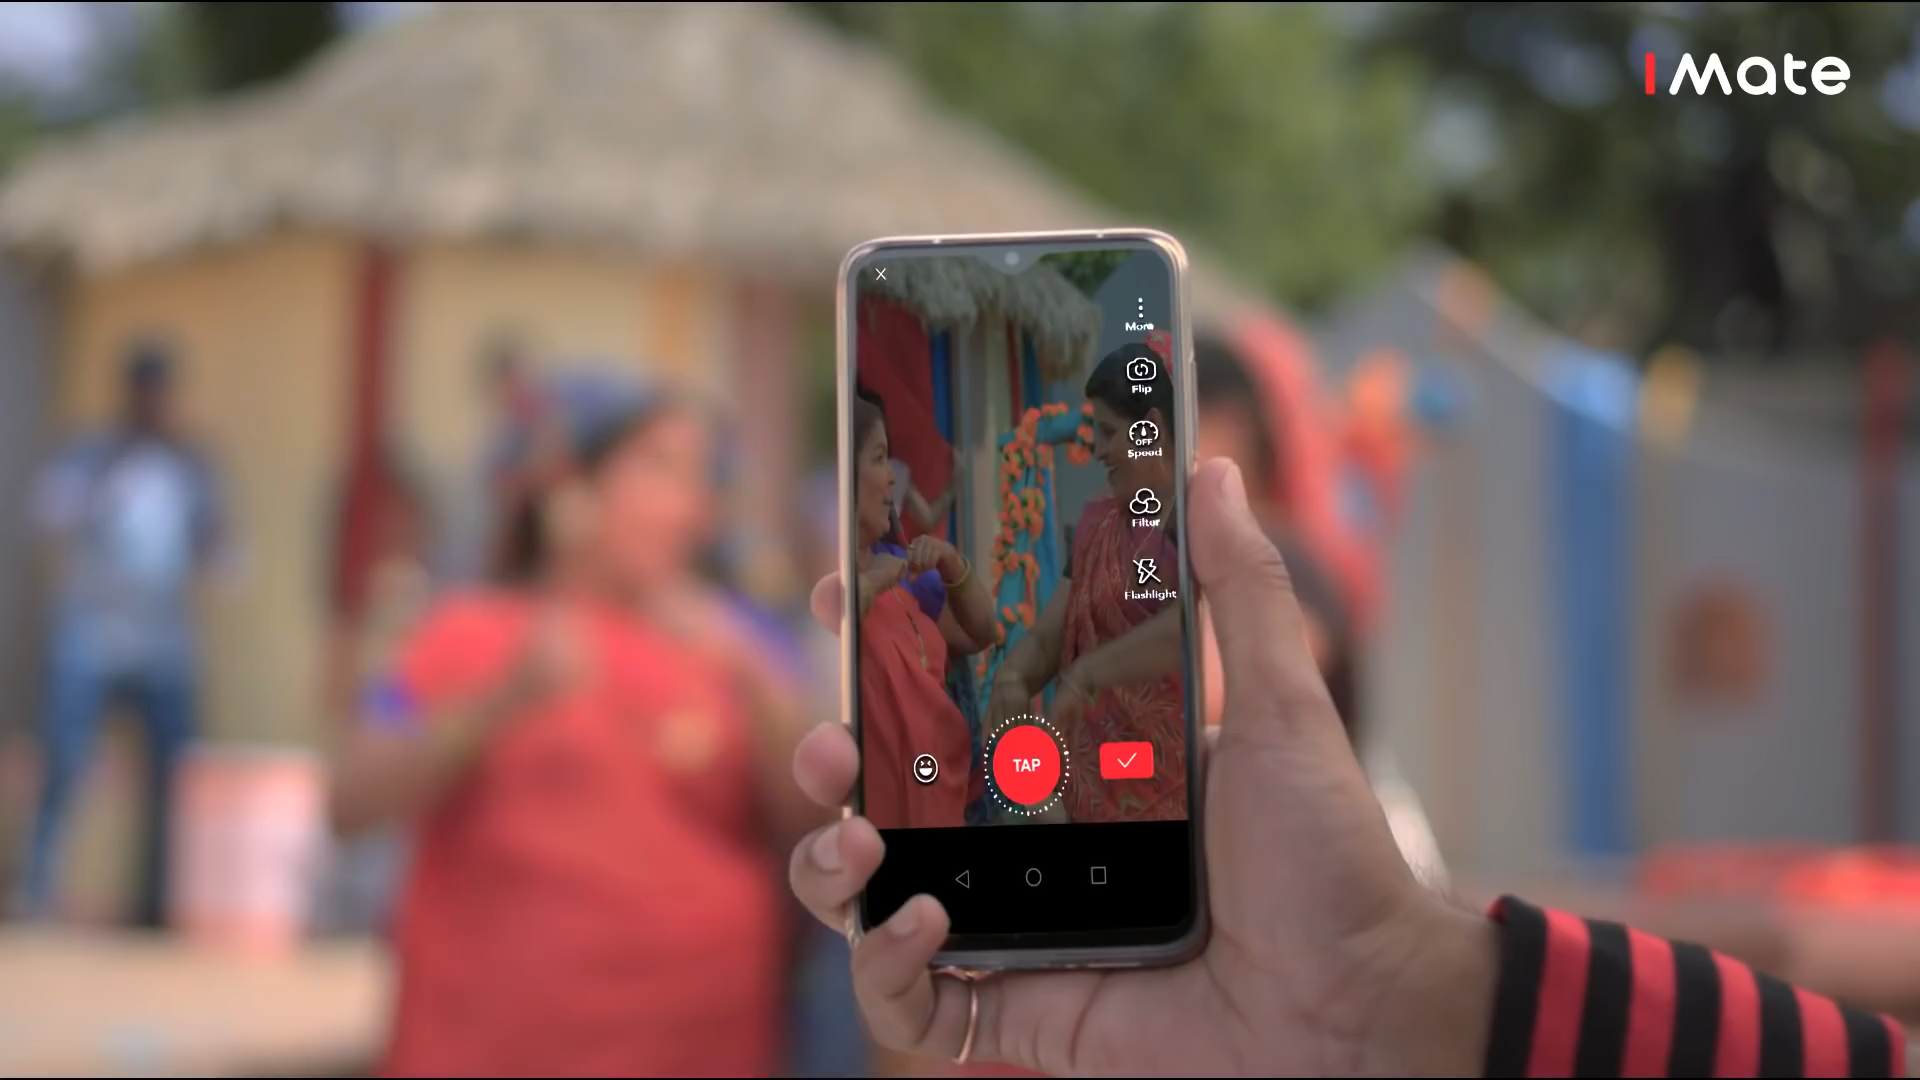 I Mate
More
Flip
OFF
Speed
Filter
Flashlight
TAP